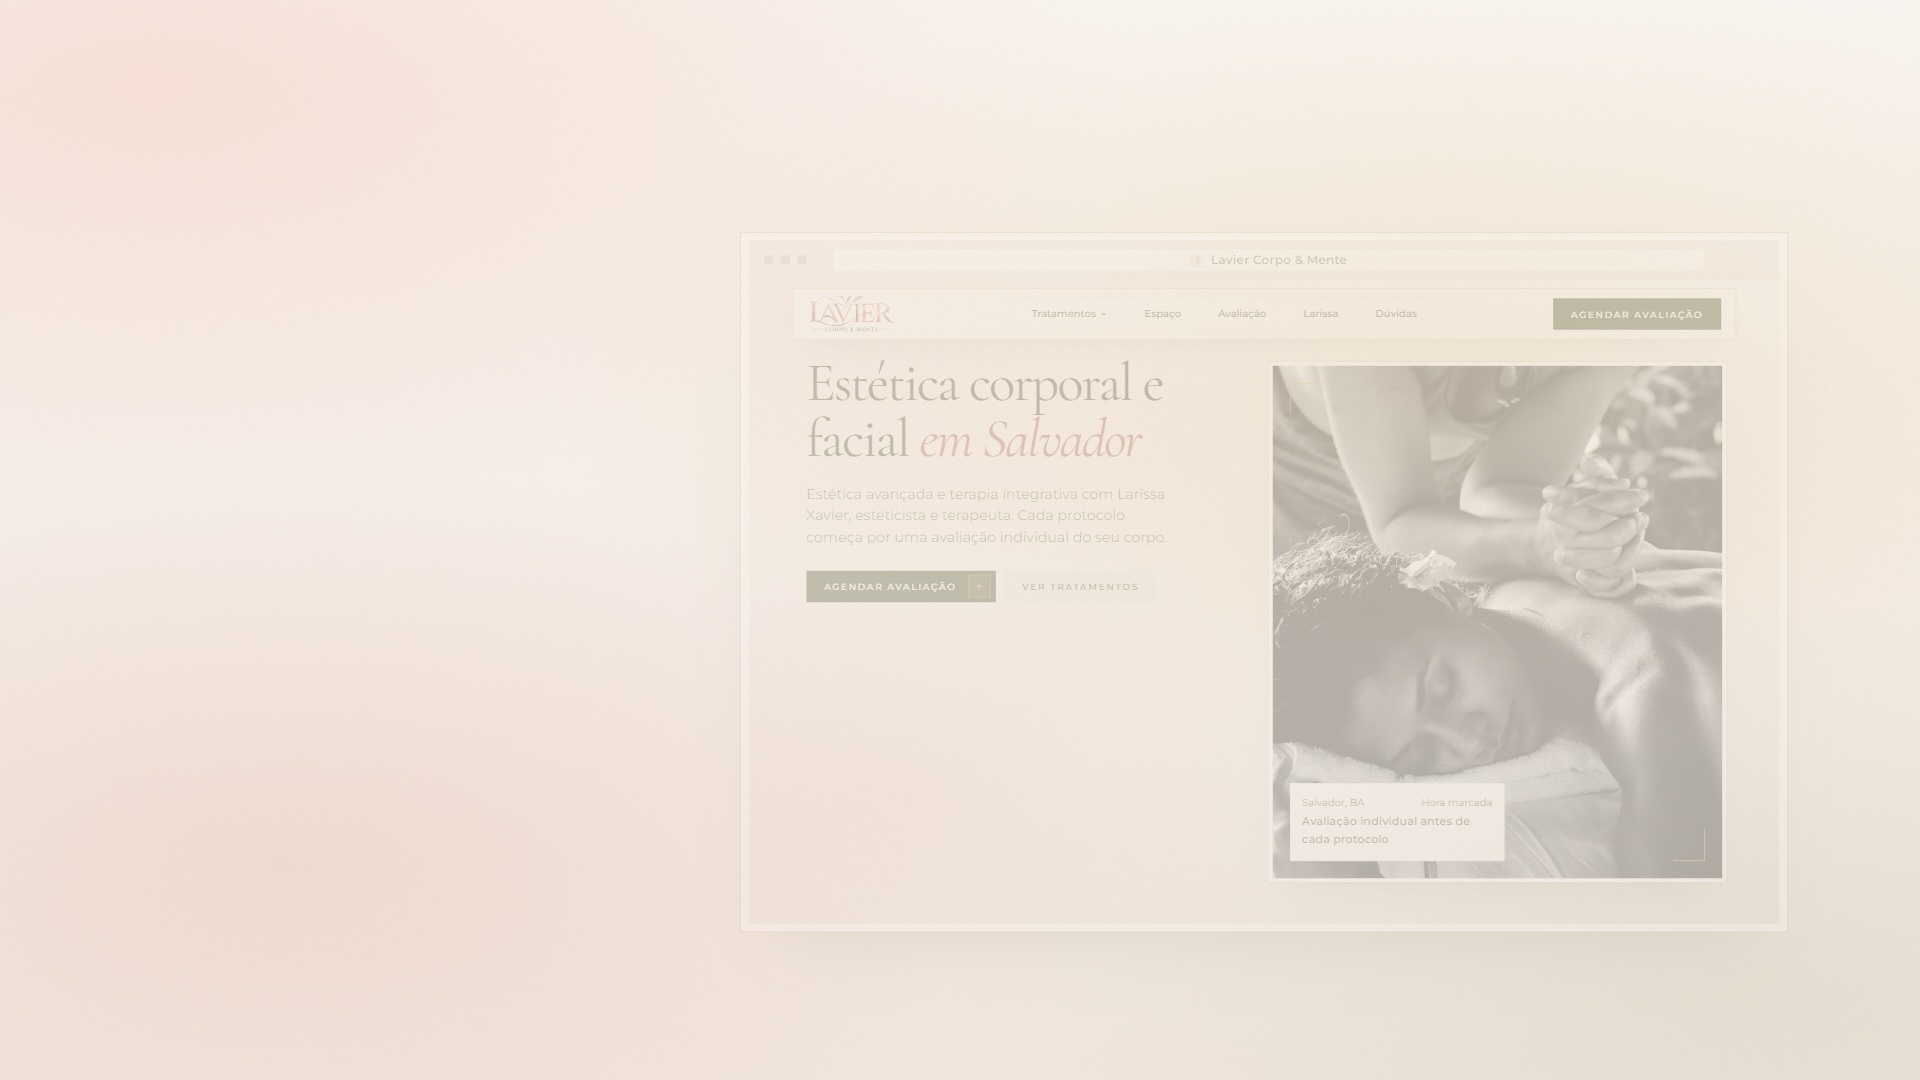 Lavier Corpo & Mente
LAVIER
CORPO E MENTE
Tratamentos
Espaço
Avaliação
Larissa
Dúvidas
AGENDAR AVALIAÇÃO
Estética corporal e
facial em Salvador
Estética avançada e terapia integrativa com Larissa
Xavier, esteticista e terapeuta. Cada protocolo
começa por uma avaliação individual do seu corpo.
AGENDAR AVALIAÇÃO
VER TRATAMENTOS
Salvador, BA
Hora marcada
Avaliação individual antes de
cada protocolo